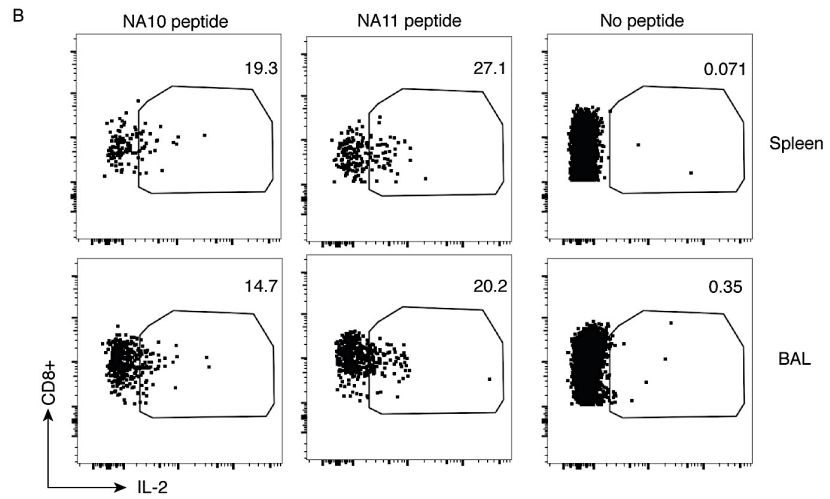 B
NA10 peptide NA11 peptide No peptide
19.3 27.1 0.071
Spleen
14.7 20.2 0.35
BAL
CD8+
IL-2